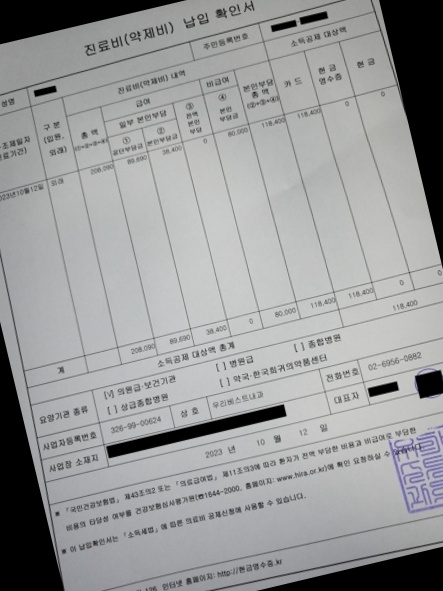 진료비(약제비) 납입 확인서
성명
주민등록번호
진료비(약제비) 내역
소득공제 대상액
구 분
(입원,
외래)
총 액
(①+②+③+④)
급여
일부 본인부담
①
공단부담금
②
본인부담금
③
전액
본인
부담
비급여
④
본인
부담금
본인부담
총 액
(②+③+④)
카 드
현 금
영수증
현 금
2023년10월12일 외래 208,090 89,690 38,400 0 80,000 118,400 118,400 0 0
계 208,090 89,690 38,400 0 80,000 118,400 118,400 0 0
소득공제 대상액 총계 118,400
요양기관 종류
[√] 의원급·보건기관 [ ] 병원급 [ ] 종합병원
[ ] 상급종합병원 [ ] 약국·한국희귀의약품센터
사업자등록번호 326-99-00624 상 호 우리베스트내과 전화번호 02-6956-0882
사업장 소재지 대표자
2023 년 10 월 12 일
※ 「국민건강보험법」 제43조의2 또는 「의료급여법」 제11조의3에 따라 환자가 전액 부담한 비용과 비급여로 부담한
비용의 타당성 여부를 건강보험심사평가원(☎1644-2000, 홈페이지: www.hira.or.kr)에 확인 요청하실 수
있습니다.
※ 이 납입확인서는 「소득세법」에 따른 의료비 공제신청에 사용할 수 있습니다.
126, 인터넷 홈페이지: http://현금영수증.kr